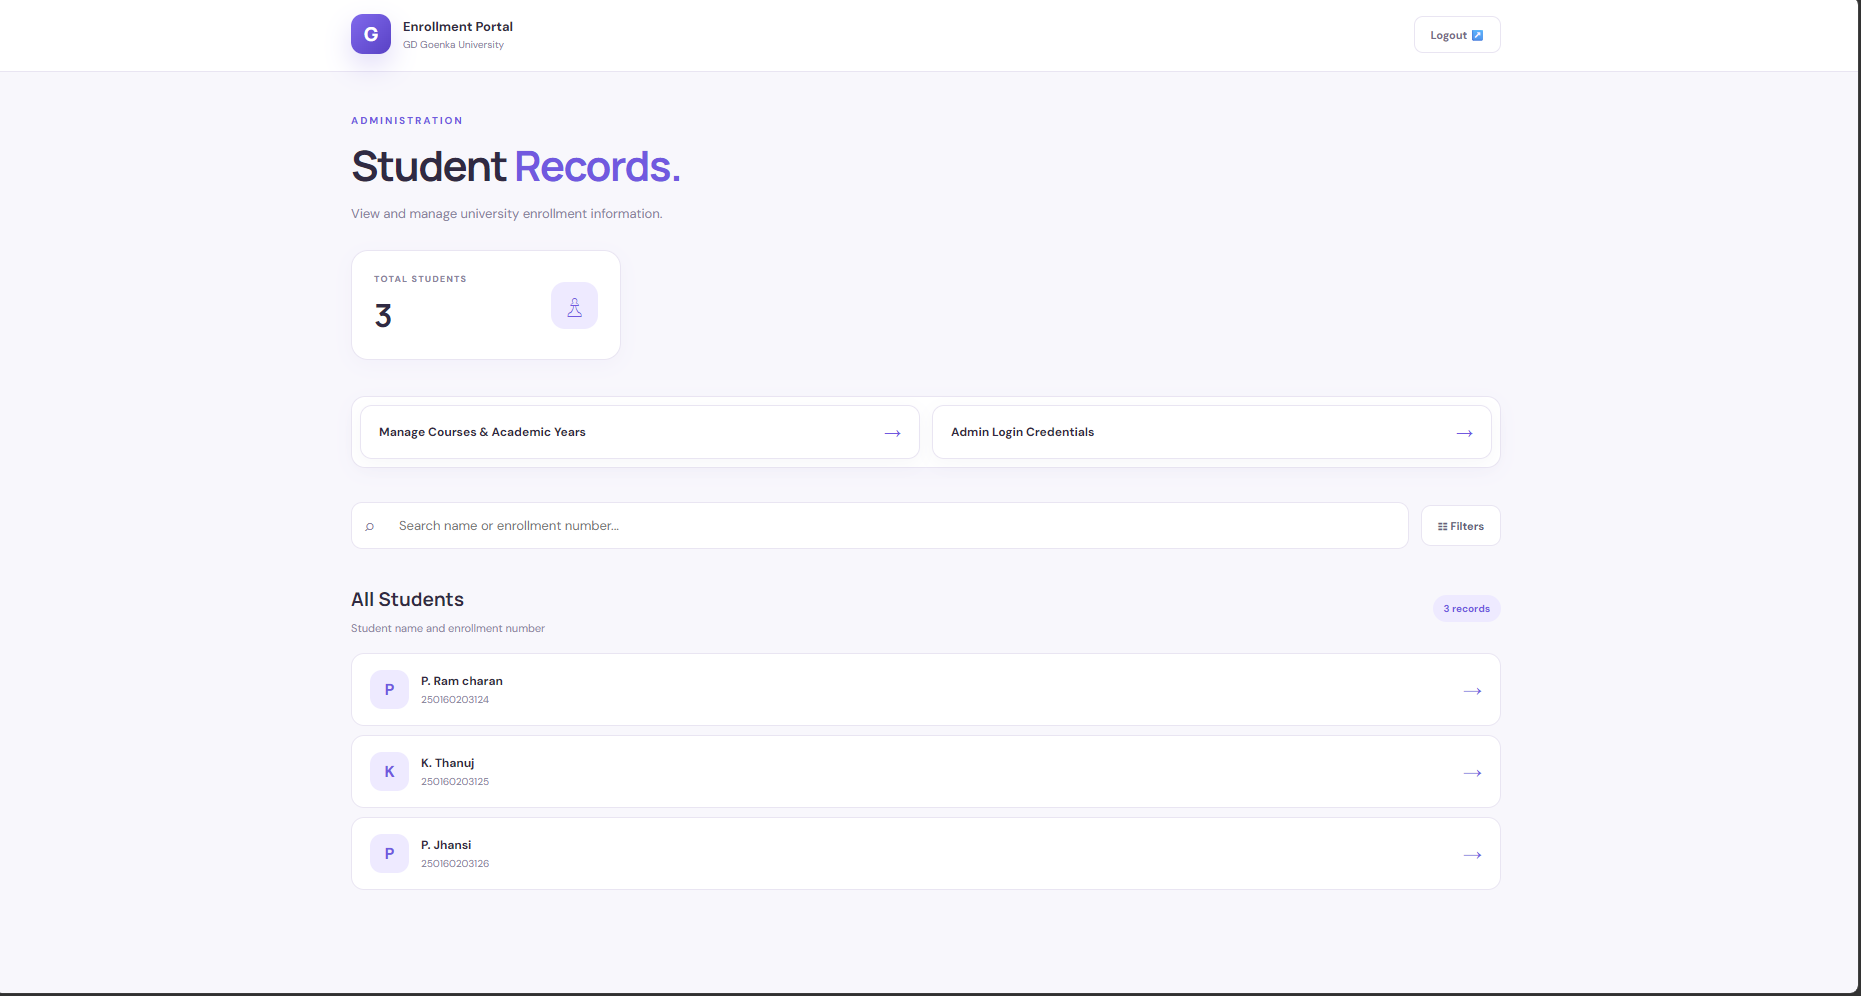 G
Enrollment Portal
GD Goenka University
Logout
ADMINISTRATION
Student Records.
View and manage university enrollment information.
TOTAL STUDENTS
3
Manage Courses & Academic Years →
Admin Login Credentials →
Search name or enrollment number...
Filters
All Students
Student name and enrollment number
3 records
P
P. Ram charan
250160203124
→
K
K. Thanuj
250160203125
→
P
P. Jhansi
250160203126
→